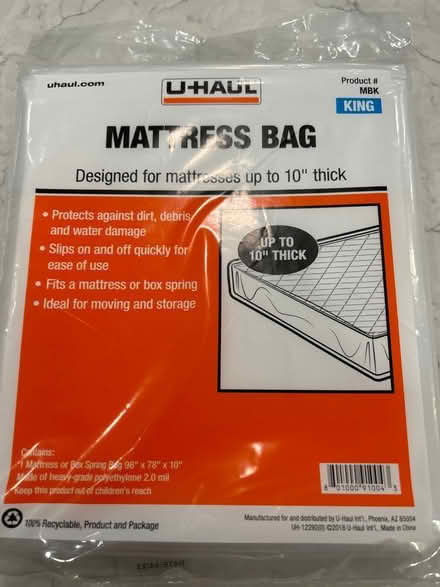 uhaul.com
U-HAUL
Product #
MBK
KING
MATTRESS BAG
Designed for mattresses up to 10" thick
• Protects against dirt, debris
and water damage
• Slips on and off quickly for
ease of use
• Fits a mattress or box spring
• Ideal for moving and storage
UP TO
10" THICK
Contains:
1 Mattress or Box Spring Bag 98" x 78" x 10"
Made of heavy-grade polyethylene 2.0 mil
Keep this product out of children's reach
100% Recyclable, Product and Package
Manufactured for and distributed by U-Haul Int'l., Phoenix, AZ 85004
©2018 U-Haul Int'l. Made in China